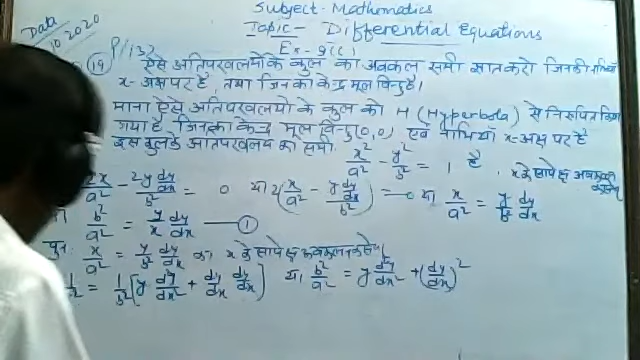 Subject- Mathematics
Date
10 2020
Topic- Differential Equations
P/13)
Ex- 9(c)
(19) ऐसे अतिपरवलयों के कुल का अवकल समी० ज्ञात करो जिनकी नाभियाँ
x- अक्ष पर है, तथा जिनका केन्द्र मूल बिन्दु है।
माना ऐसे अतिपरवलयों के कुल को H (Hyperbola) से निरूपित किया
गया है जिनका केन्द्र मूल बिन्दु (0,0) एवं नाभियाँ x-अक्ष पर है
इस कुल के अतिपरवलय का समी०
x²/a² - y²/b² = 1 है
, x के सापेक्ष अवकलन
2x/a² - 2y/b² dy/dx = 0 या 2(x/a² - y/b² dy/dx) = 0 या x/a² = y/b² dy/dx
b²/a² = y/x dy/dx —(1)
पुनः x/a² = y/b² dy/dx का x के सापेक्ष अवकलन करने पर
1/a² = 1/b² [y d²y/dx² + dy/dx dy/dx] या b²/a² = y d²y/dx² + (dy/dx)²